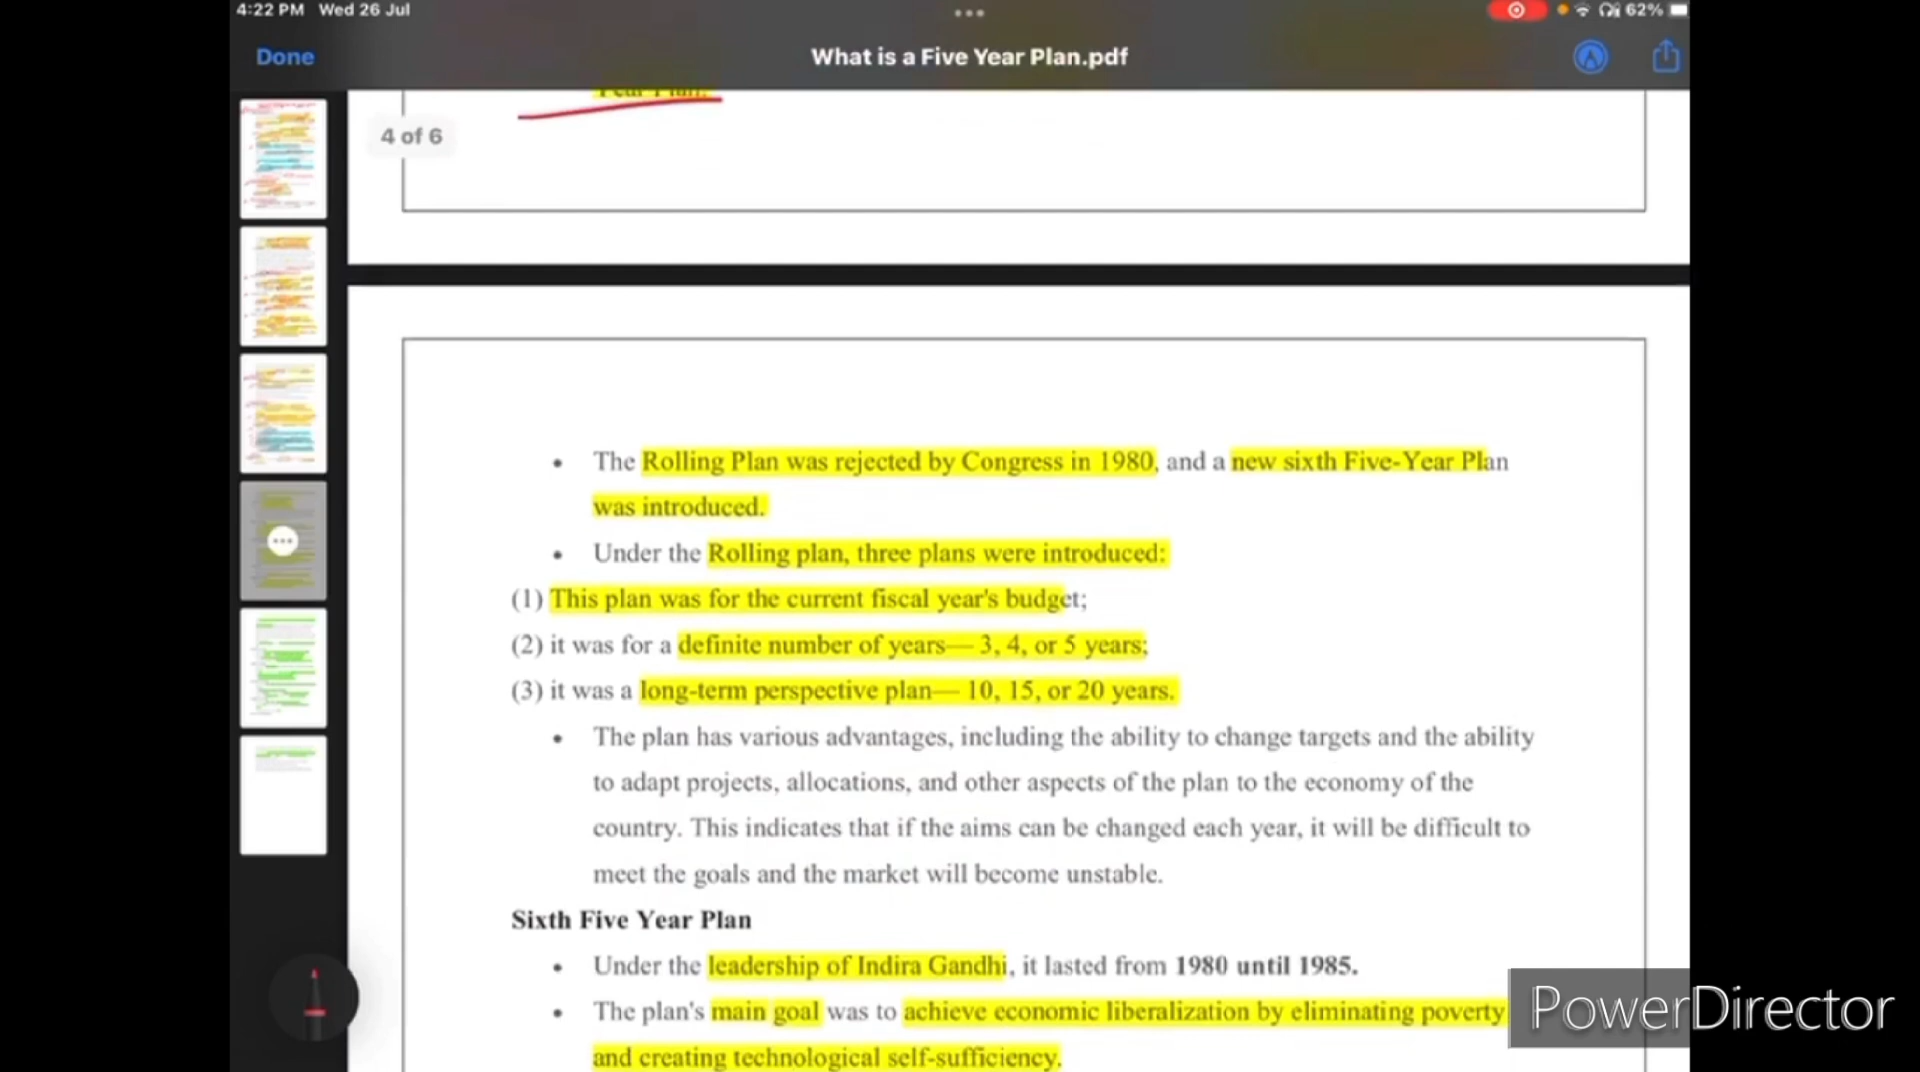 4:22 PM Wed 26 Jul
62%
Done
What is a Five Year Plan.pdf
Year Plan.
4 of 6
• The Rolling Plan was rejected by Congress in 1980, and a new sixth Five-Year Plan
was introduced.
• Under the Rolling plan, three plans were introduced:
(1) This plan was for the current fiscal year's budget;
(2) it was for a definite number of years— 3, 4, or 5 years;
(3) it was a long-term perspective plan— 10, 15, or 20 years.
• The plan has various advantages, including the ability to change targets and the ability
to adapt projects, allocations, and other aspects of the plan to the economy of the
country. This indicates that if the aims can be changed each year, it will be difficult to
meet the goals and the market will become unstable.
Sixth Five Year Plan
• Under the leadership of Indira Gandhi, it lasted from 1980 until 1985.
• The plan's main goal was to achieve economic liberalization by eliminating poverty
and creating technological self-sufficiency.
PowerDirector